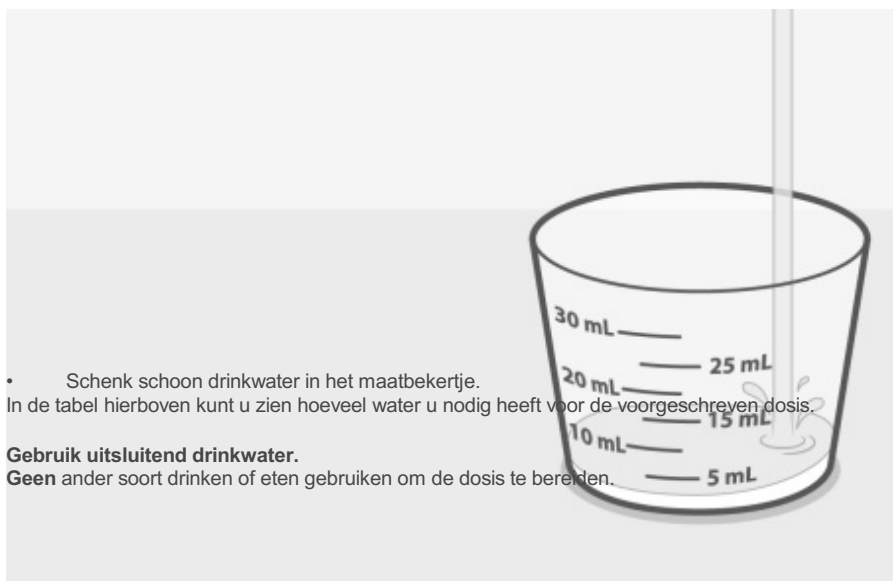 30 mL
25 mL
• Schenk schoon drinkwater in het maatbekertje.
20 mL
In de tabel hierboven kunt u zien hoeveel water u nodig heeft voor de voorgeschreven dosis.
15 mL
10 mL
Gebruik uitsluitend drinkwater.
Geen ander soort drinken of eten gebruiken om de dosis te bereiden.
5 mL